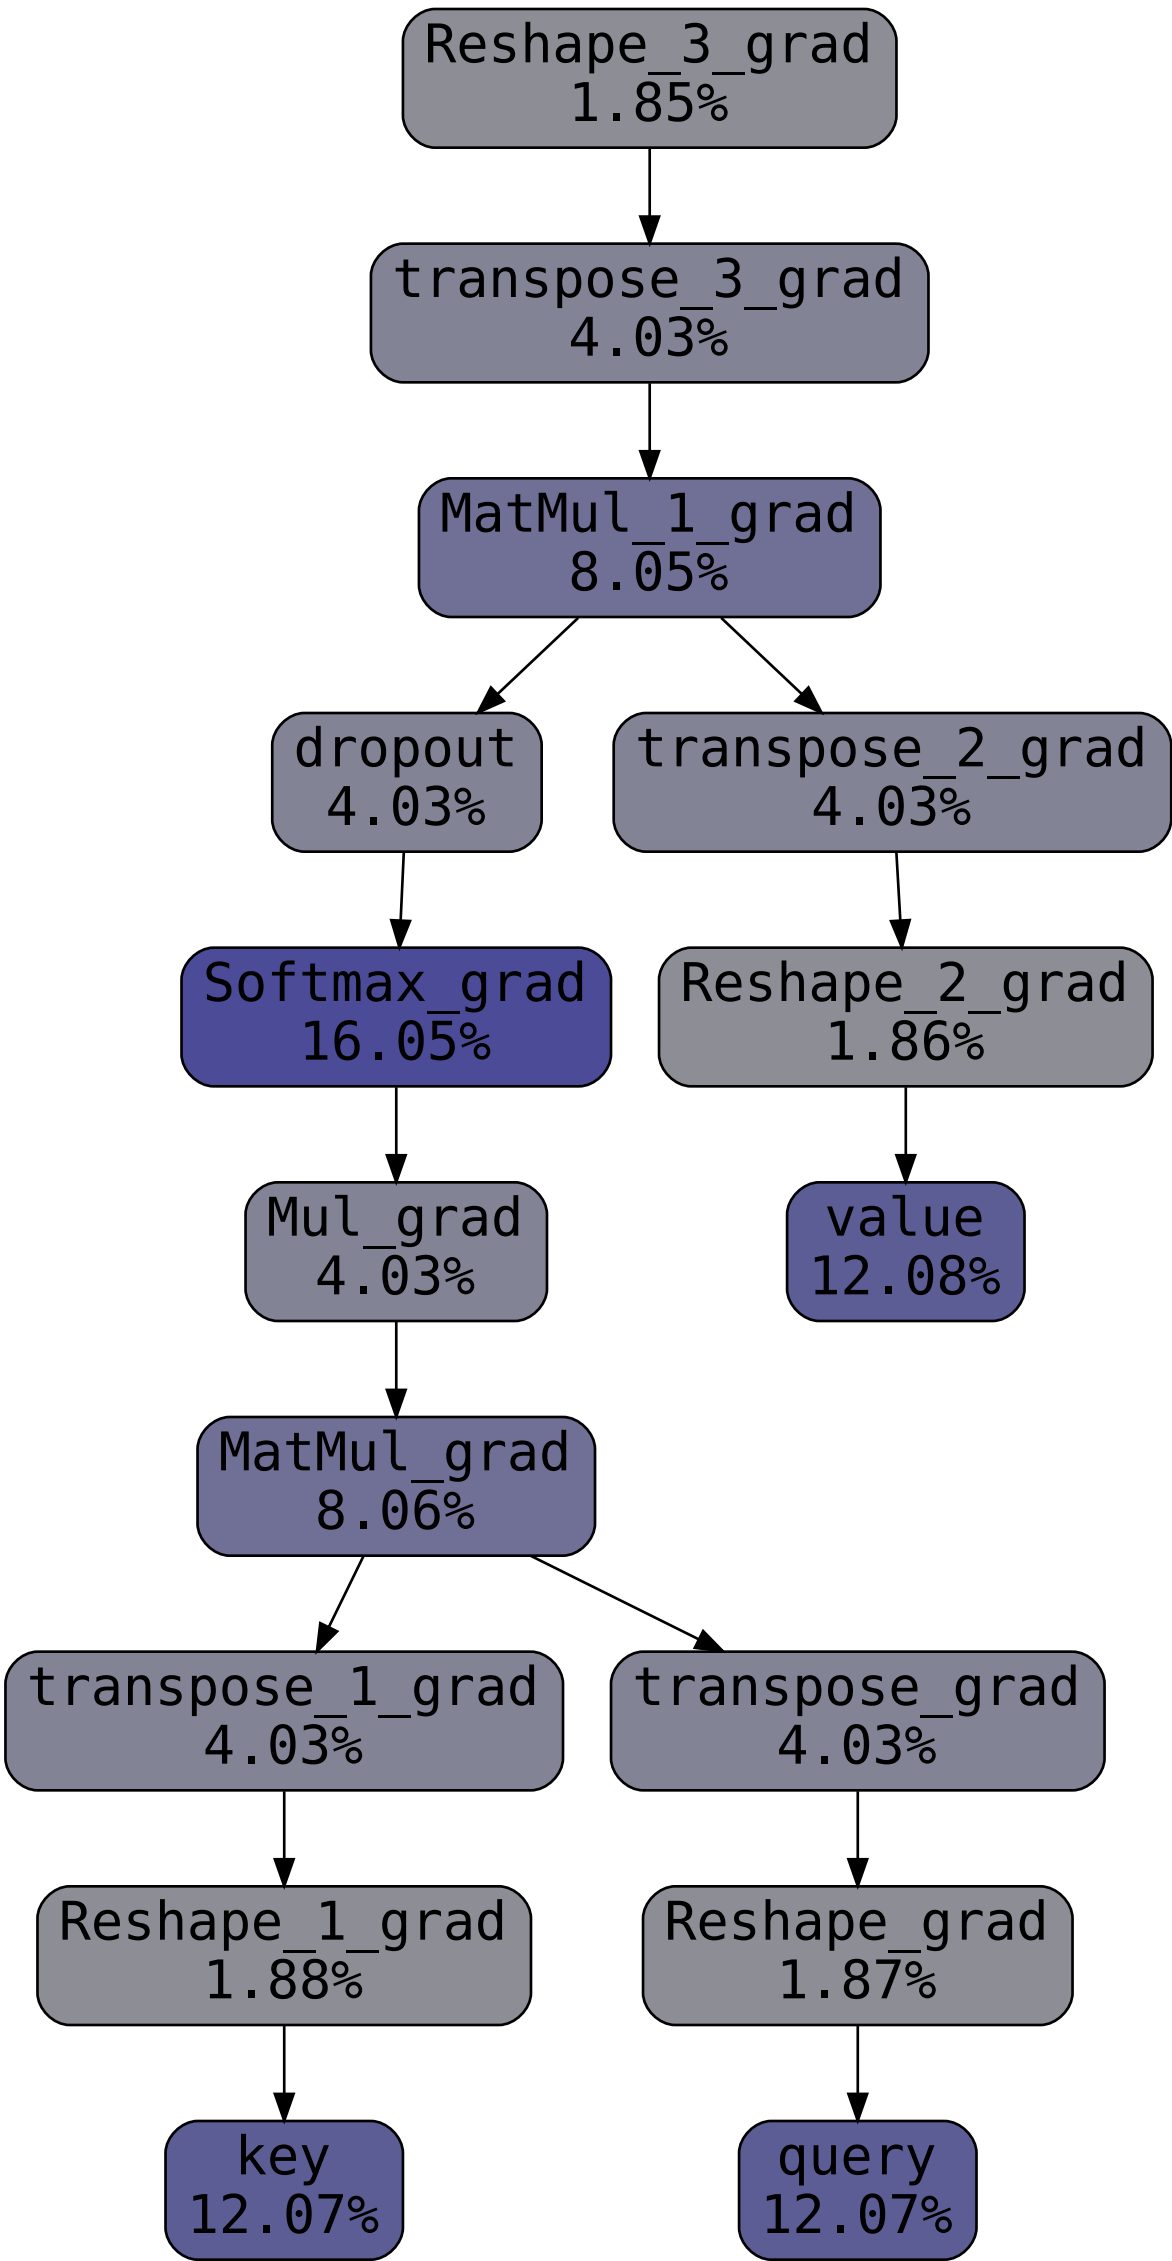 Reshape_3_grad
1.85%
transpose_3_grad
4.03%
MatMul_1_grad
8.05%
dropout
4.03%
transpose_2_grad
4.03%
Softmax_grad
16.05%
Reshape_2_grad
1.86%
Mul_grad
4.03%
value
12.08%
MatMul_grad
8.06%
transpose_1_grad
4.03%
transpose_grad
4.03%
Reshape_1_grad
1.88%
Reshape_grad
1.87%
key
12.07%
query
12.07%